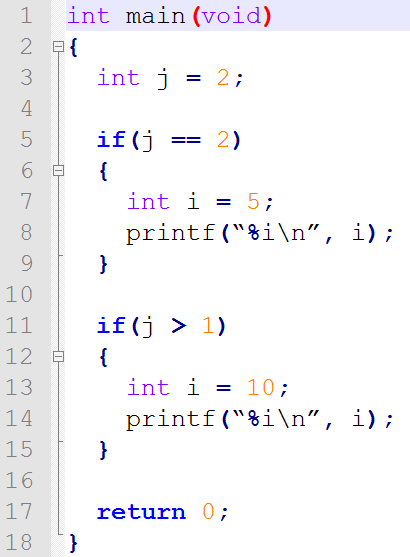 1 int main(void)
2 {
3 int j = 2;
4
5 if(j == 2)
6 {
7 int i = 5;
8 printf(“%i\n”, i);
9 }
10
11 if(j > 1)
12 {
13 int i = 10;
14 printf(“%i\n”, i);
15 }
16
17 return 0;
18 }